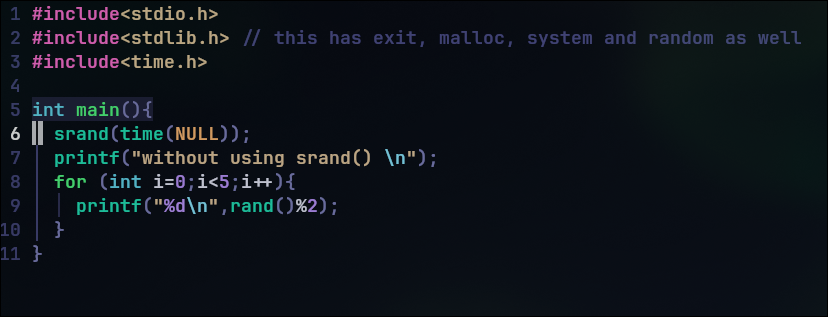 1 #include<stdio.h>
2 #include<stdlib.h> // this has exit, malloc, system and random as well
3 #include<time.h>
4
5 int main(){
6   srand(time(NULL));
7   printf("without using srand() \n");
8   for (int i=0;i<5;i++){
9     printf("%d\n",rand()%2);
10   }
11 }